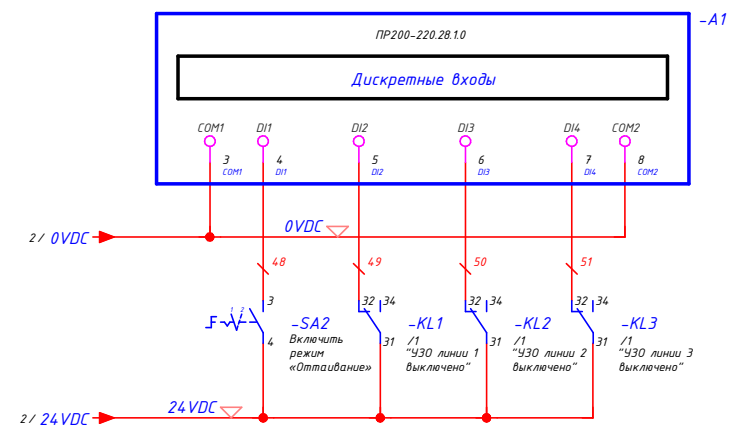 -A1
ПР200-220.28.1.0
Дискретные входы
COM1 DI1 DI2 DI3 DI4 COM2
3 4 5 6 7 8
COM1 DI1 DI2 DI3 DI4 COM2
2/ 0VDC
0VDC
48 49 50 51
3 32 34 32 34 32 34
1 2
-SA2 -KL1 -KL2 -KL3
4 31 31 31
Включить /1 /1 /1
режим "УЗО линии 1 "УЗО линии 2 "УЗО линии 3
«Оттаивание» выключено" выключено" выключено"
24VDC
2/ 24VDC